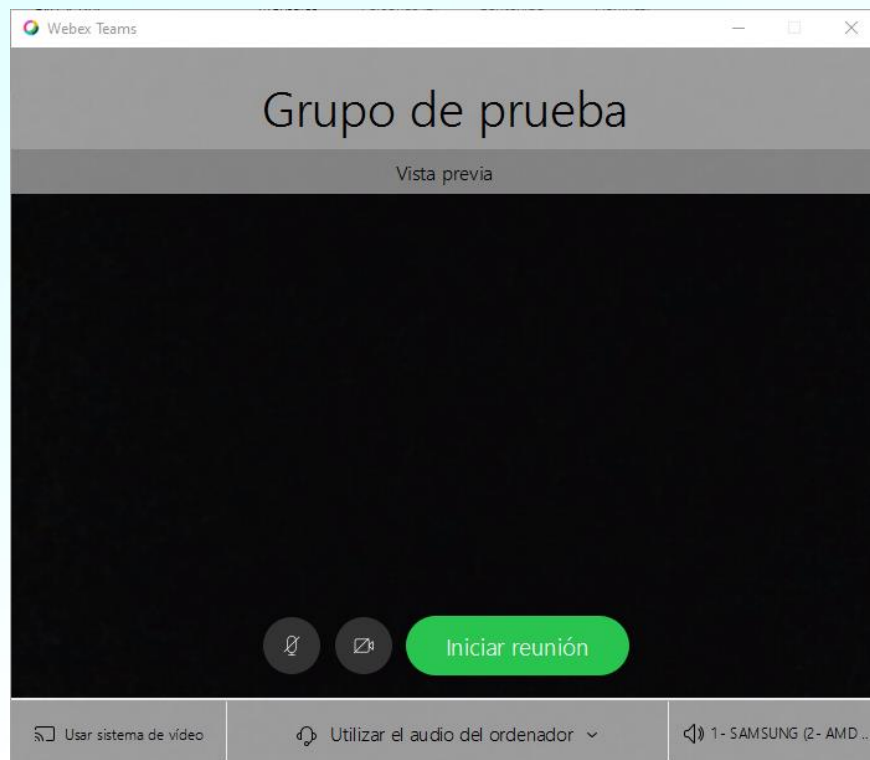 Webex Teams
Grupo de prueba
Vista previa
Iniciar reunión
Usar sistema de vídeo
Utilizar el audio del ordenador
1- SAMSUNG (2- AMD ...